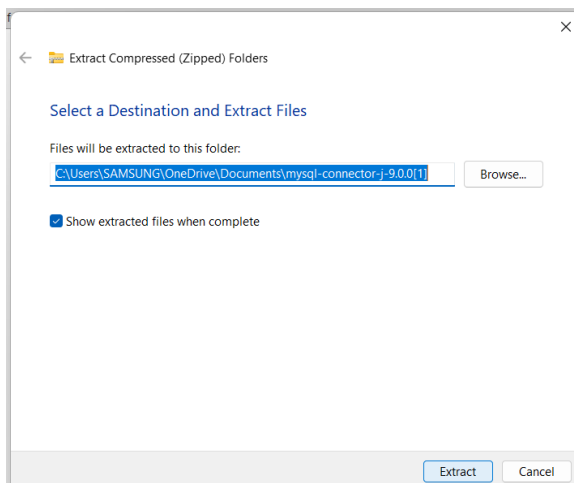 Extract Compressed (Zipped) Folders
Select a Destination and Extract Files
Files will be extracted to this folder:
C:\Users\SAMSUNG\OneDrive\Documents\mysql-connector-j-9.0.0[1]
Browse...
Show extracted files when complete
Extract
Cancel